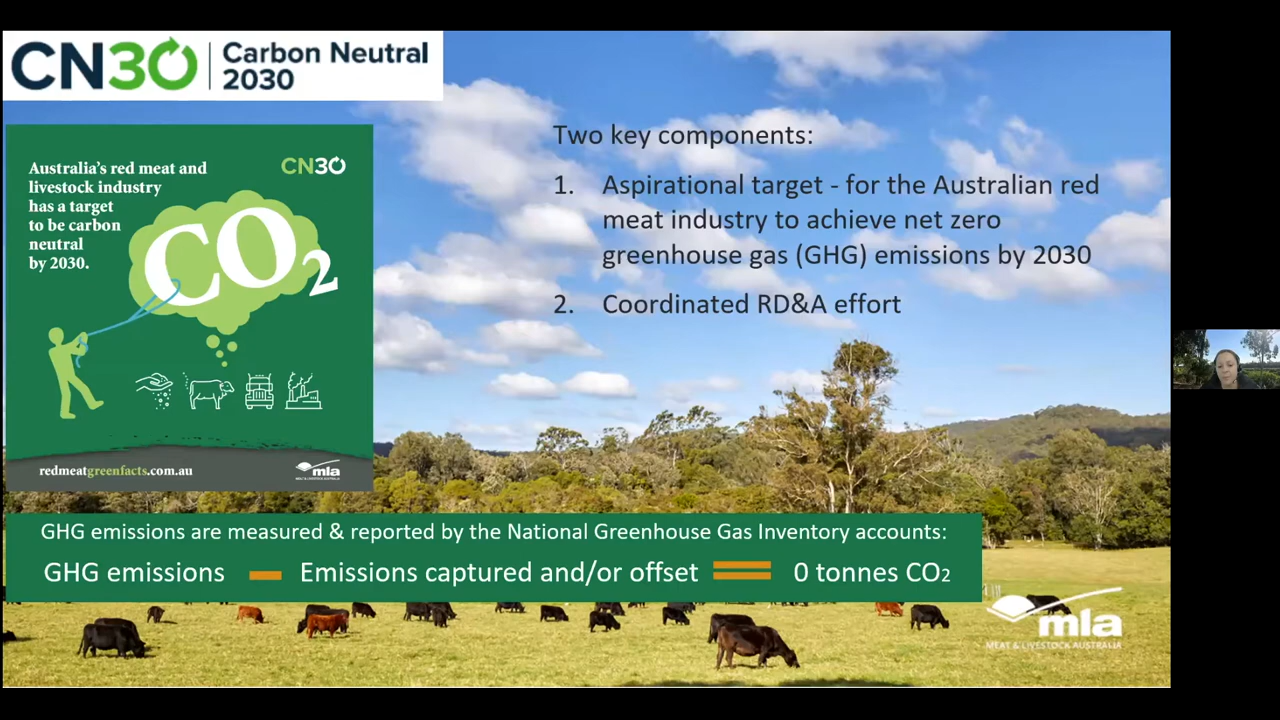 CN30 Carbon Neutral
2030
Australia's red meat and
livestock industry
has a target
to be carbon
neutral
by 2030.
CN30
CO2
redmeatgreenfacts.com.au
mla
MEAT & LIVESTOCK AUSTRALIA
Two key components:
1. Aspirational target - for the Australian red
meat industry to achieve net zero
greenhouse gas (GHG) emissions by 2030
2. Coordinated RD&A effort
GHG emissions are measured & reported by the National Greenhouse Gas Inventory accounts:
GHG emissions - Emissions captured and/or offset = 0 tonnes CO2
mla
MEAT & LIVESTOCK AUSTRALIA